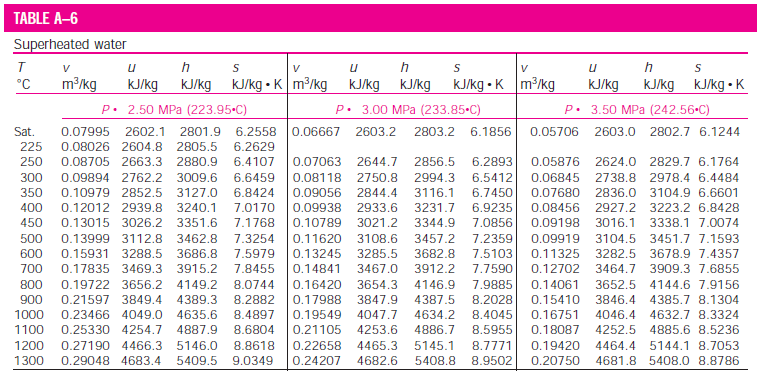 TABLE A–6
Superheated water
T v u h s v u h s v u h s
°C m³/kg kJ/kg kJ/kg kJ/kg • K m³/kg kJ/kg kJ/kg kJ/kg • K m³/kg kJ/kg kJ/kg kJ/kg • K
P • 2.50 MPa (223.95•C) P • 3.00 MPa (233.85•C) P • 3.50 MPa (242.56•C)
Sat. 0.07995 2602.1 2801.9 6.2558 0.06667 2603.2 2803.2 6.1856 0.05706 2603.0 2802.7 6.1244
225 0.08026 2604.8 2805.5 6.2629
250 0.08705 2663.3 2880.9 6.4107 0.07063 2644.7 2856.5 6.2893 0.05876 2624.0 2829.7 6.1764
300 0.09894 2762.2 3009.6 6.6459 0.08118 2750.8 2994.3 6.5412 0.06845 2738.8 2978.4 6.4484
350 0.10979 2852.5 3127.0 6.8424 0.09056 2844.4 3116.1 6.7450 0.07680 2836.0 3104.9 6.6601
400 0.12012 2939.8 3240.1 7.0170 0.09938 2933.6 3231.7 6.9235 0.08456 2927.2 3223.2 6.8428
450 0.13015 3026.2 3351.6 7.1768 0.10789 3021.2 3344.9 7.0856 0.09198 3016.1 3338.1 7.0074
500 0.13999 3112.8 3462.8 7.3254 0.11620 3108.6 3457.2 7.2359 0.09919 3104.5 3451.7 7.1593
600 0.15931 3288.5 3686.8 7.5979 0.13245 3285.5 3682.8 7.5103 0.11325 3282.5 3678.9 7.4357
700 0.17835 3469.3 3915.2 7.8455 0.14841 3467.0 3912.2 7.7590 0.12702 3464.7 3909.3 7.6855
800 0.19722 3656.2 4149.2 8.0744 0.16420 3654.3 4146.9 7.9885 0.14061 3652.5 4144.6 7.9156
900 0.21597 3849.4 4389.3 8.2882 0.17988 3847.9 4387.5 8.2028 0.15410 3846.4 4385.7 8.1304
1000 0.23466 4049.0 4635.6 8.4897 0.19549 4047.7 4634.2 8.4045 0.16751 4046.4 4632.7 8.3324
1100 0.25330 4254.7 4887.9 8.6804 0.21105 4253.6 4886.7 8.5955 0.18087 4252.5 4885.6 8.5236
1200 0.27190 4466.3 5146.0 8.8618 0.22658 4465.3 5145.1 8.7771 0.19420 4464.4 5144.1 8.7053
1300 0.29048 4683.4 5409.5 9.0349 0.24207 4682.6 5408.8 8.9502 0.20750 4681.8 5408.0 8.8786